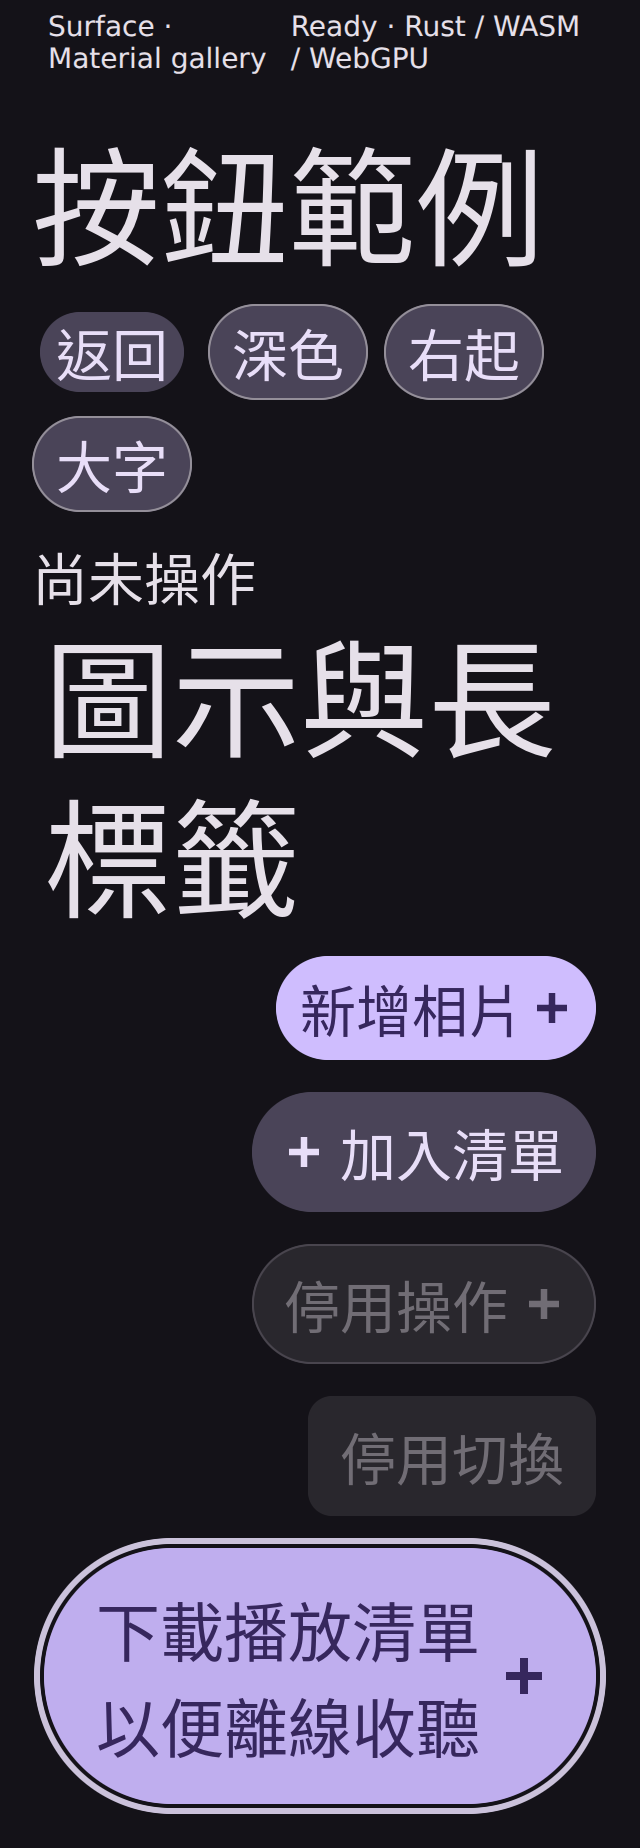 Surface ·
Material gallery
Ready · Rust / WASM
/ WebGPU
按鈕範例
返回 深色 右起
大字
尚未操作
圖示與長
標籤
新增相片 +
+ 加入清單
停用操作 +
停用切換
下載播放清單
以便離線收聽 +